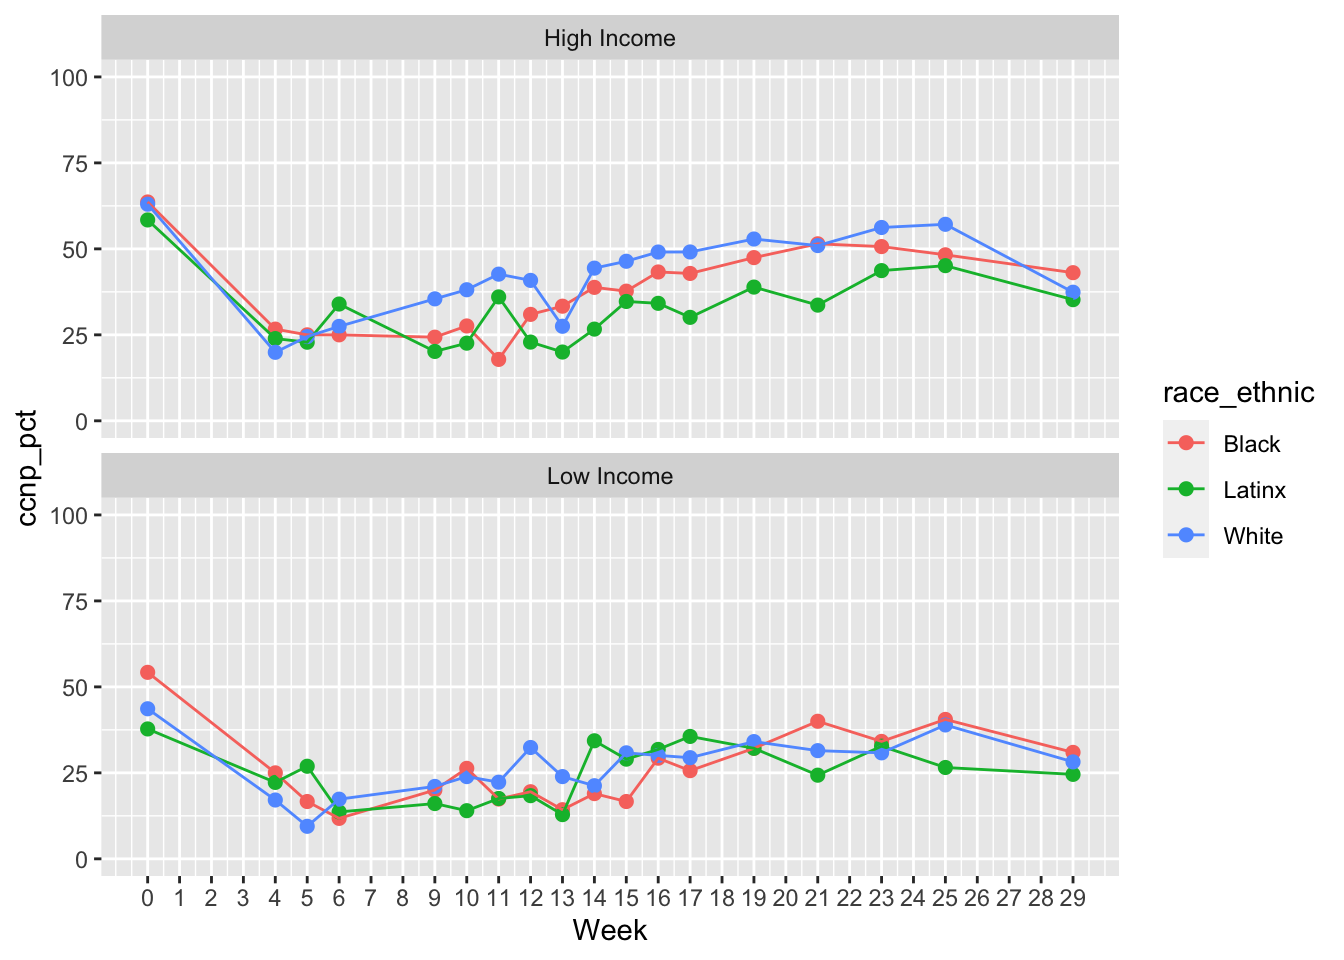 High Income
100
75
50
25
0
ccnp_pct
Low Income
100
75
50
25
0
0 1 2 3 4 5 6 7 8 9 10 11 12 13 14 15 16 17 18 19 20 21 22 23 24 25 26 27 28 29
Week
race_ethnic
Black
Latinx
White